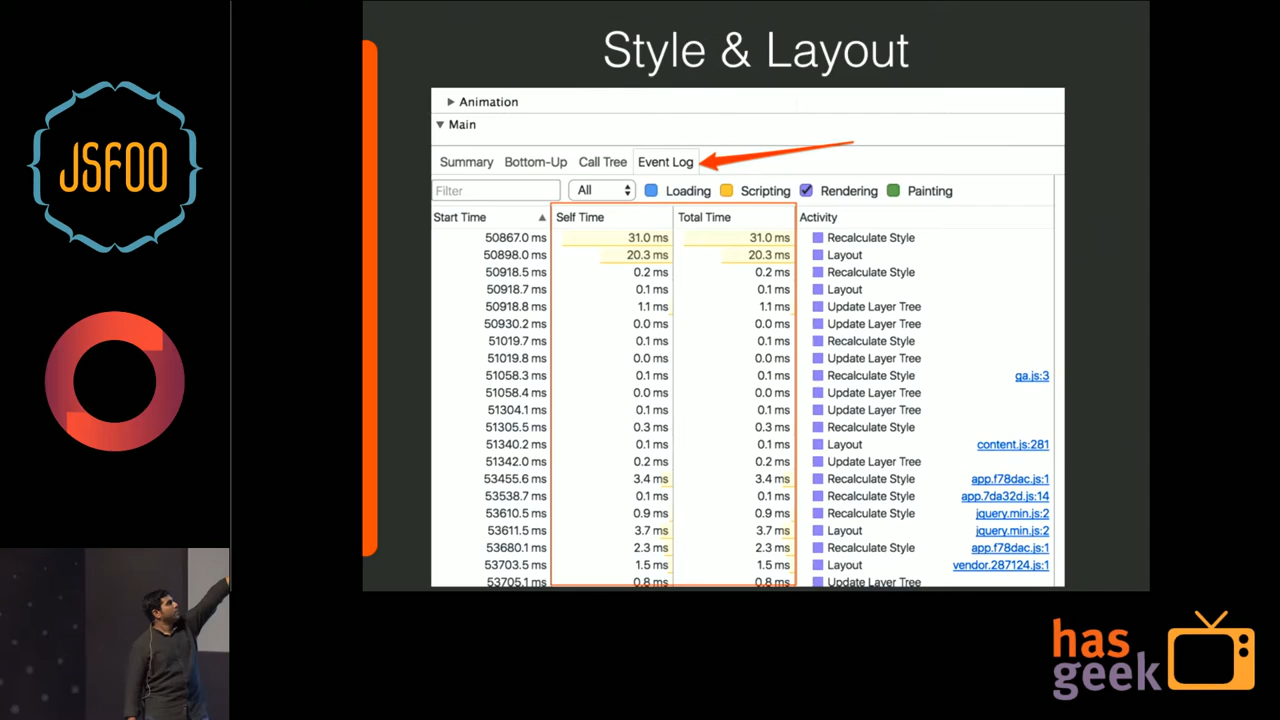 JSFOO
Style & Layout
Animation
Main
Summary Bottom-Up Call Tree Event Log
Filter All Loading Scripting Rendering Painting
Start Time Self Time Total Time Activity
50867.0 ms 31.0 ms 31.0 ms Recalculate Style
50898.0 ms 20.3 ms 20.3 ms Layout
50918.5 ms 0.2 ms 0.2 ms Recalculate Style
50918.7 ms 0.1 ms 0.1 ms Layout
50918.8 ms 1.1 ms 1.1 ms Update Layer Tree
50930.2 ms 0.0 ms 0.0 ms Update Layer Tree
51019.7 ms 0.1 ms 0.1 ms Recalculate Style
51019.8 ms 0.0 ms 0.0 ms Update Layer Tree
51058.3 ms 0.1 ms 0.1 ms Recalculate Style ga.js:3
51058.4 ms 0.0 ms 0.0 ms Update Layer Tree
51304.1 ms 0.1 ms 0.1 ms Update Layer Tree
51305.5 ms 0.3 ms 0.3 ms Recalculate Style
51340.2 ms 0.1 ms 0.1 ms Layout content.js:281
51342.0 ms 0.2 ms 0.2 ms Update Layer Tree
53455.6 ms 3.4 ms 3.4 ms Recalculate Style app.f78dac.js:1
53538.7 ms 0.1 ms 0.1 ms Recalculate Style app.7da32d.js:14
53610.5 ms 0.9 ms 0.9 ms Recalculate Style jquery.min.js:2
53611.5 ms 3.7 ms 3.7 ms Layout jquery.min.js:2
53680.1 ms 2.3 ms 2.3 ms Recalculate Style app.f78dac.js:1
53703.5 ms 1.5 ms 1.5 ms Layout vendor.287124.js:1
53705.1 ms 0.8 ms 0.8 ms Update Layer Tree
has
geek